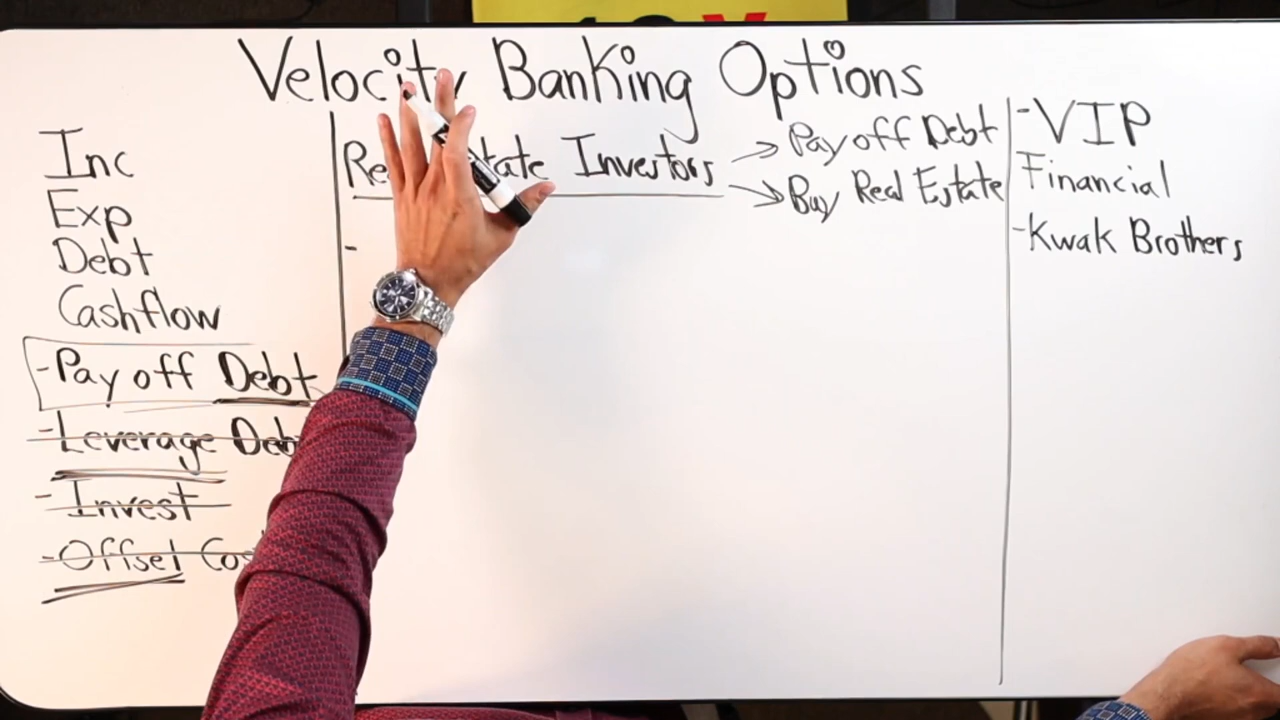 Velocity Banking Options
Inc
Exp
Debt
Cashflow
-Pay off Debt
-Leverage
-Invest
-Offset
Investors
→ Pay off Debt
→ Buy Real Estate
-
-VIP
Financial
-Kwak Brothers